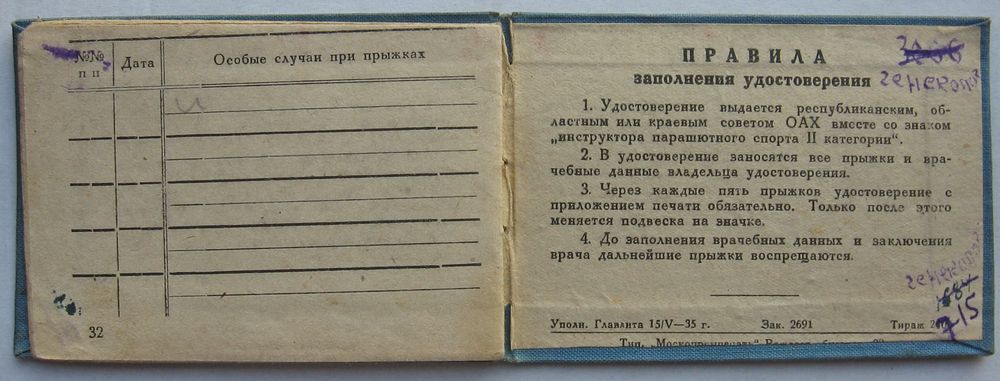 №№
п п
Дата
Особые случаи при прыжках
32
ПРАВИЛА
заполнения удостоверения
1. Удостоверение выдается республиканским, об-
ластным или краевым советом ОАХ вместе со знаком
„инструктора парашютного спорта II категории“.
2. В удостоверение заносятся все прыжки и вра-
чебные данные владельца удостоверения.
3. Через каждые пять прыжков удостоверение с
приложением печати обязательно. Только после этого
меняется подвеска на значке.
4. До заполнения врачебных данных и заключения
врача дальнейшие прыжки воспрещаются.
715
Уполн. Главлита 15/V—35 г. Зак. 2691 Тираж
Тип.